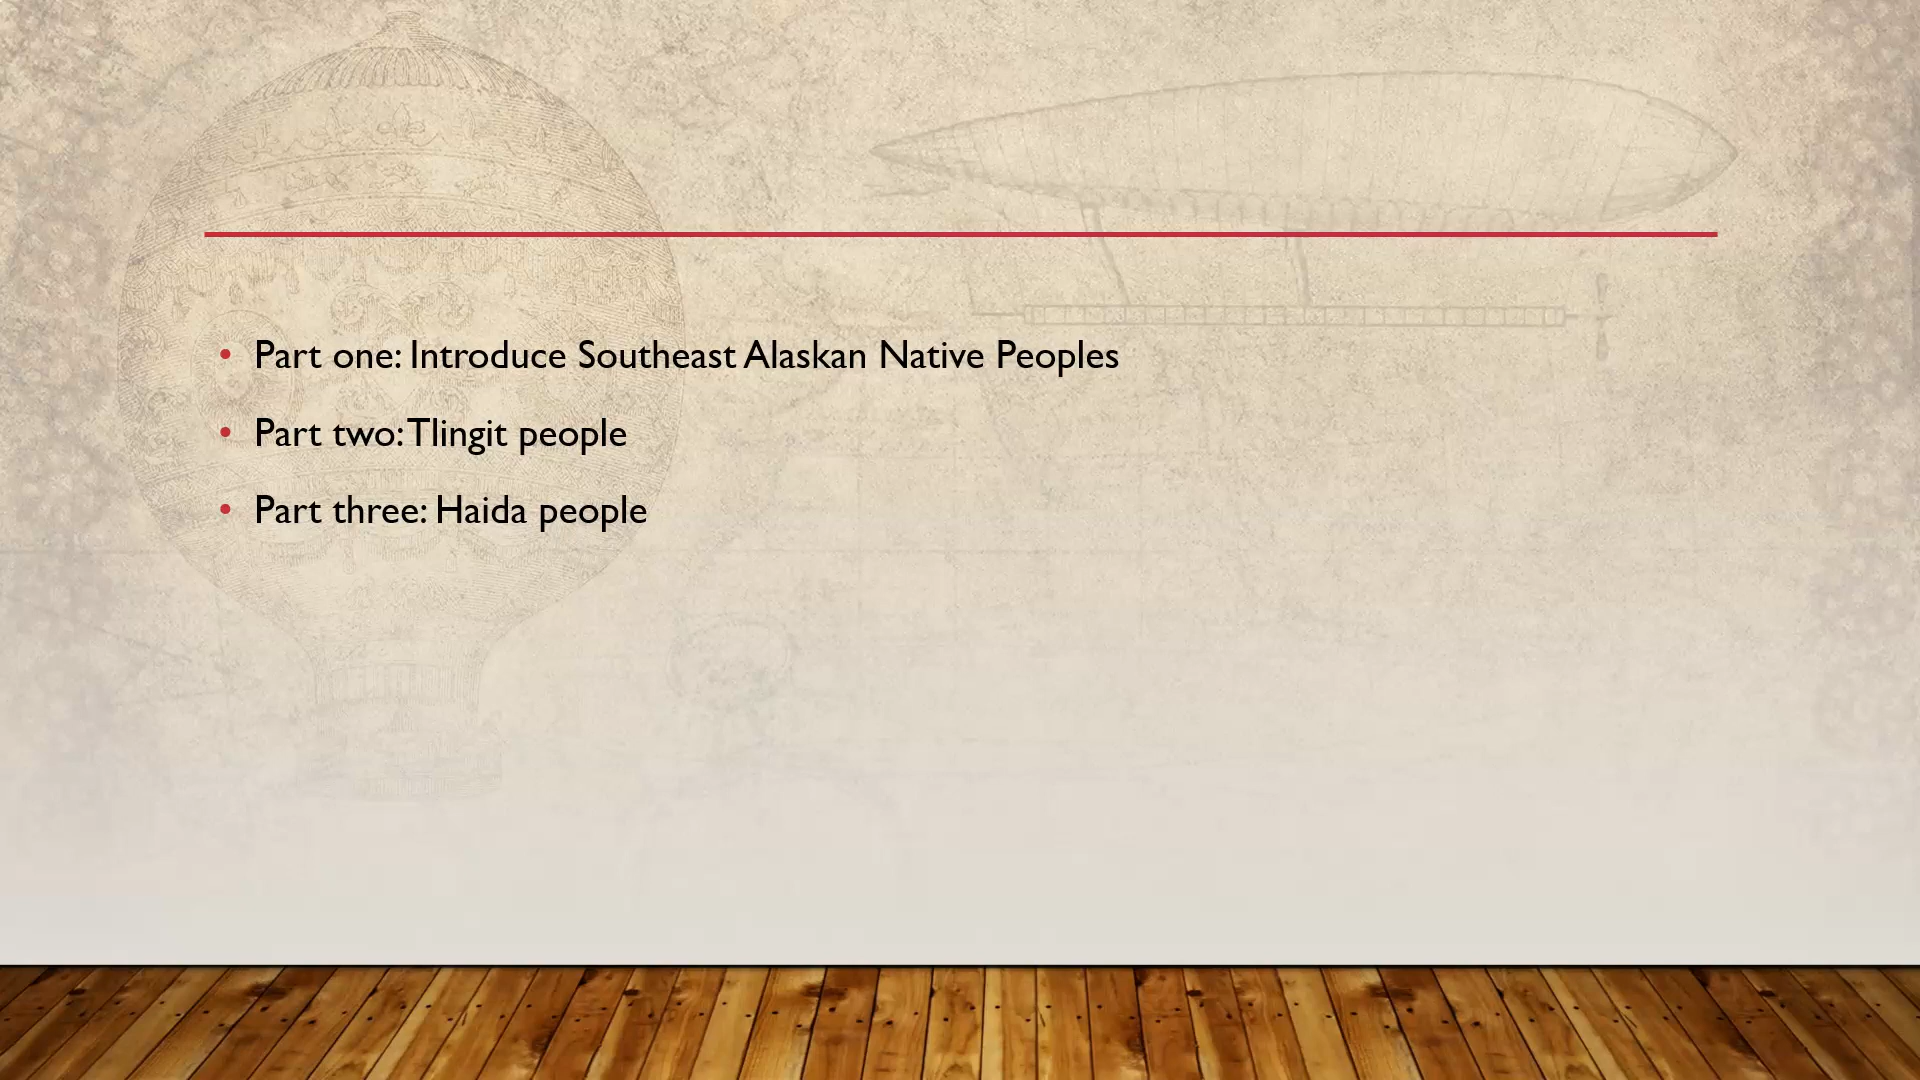 • Part one: Introduce Southeast Alaskan Native Peoples
• Part two: Tlingit people
• Part three: Haida people